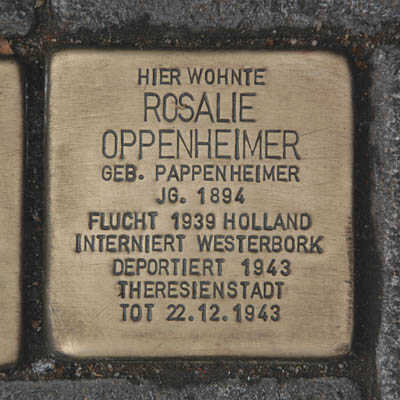 HIER WOHNTE
ROSALIE
OPPENHEIMER
GEB. PAPPENHEIMER
JG. 1894
FLUCHT 1939 HOLLAND
INTERNIERT WESTERBORK
DEPORTIERT 1943
THERESIENSTADT
TOT 22.12.1943